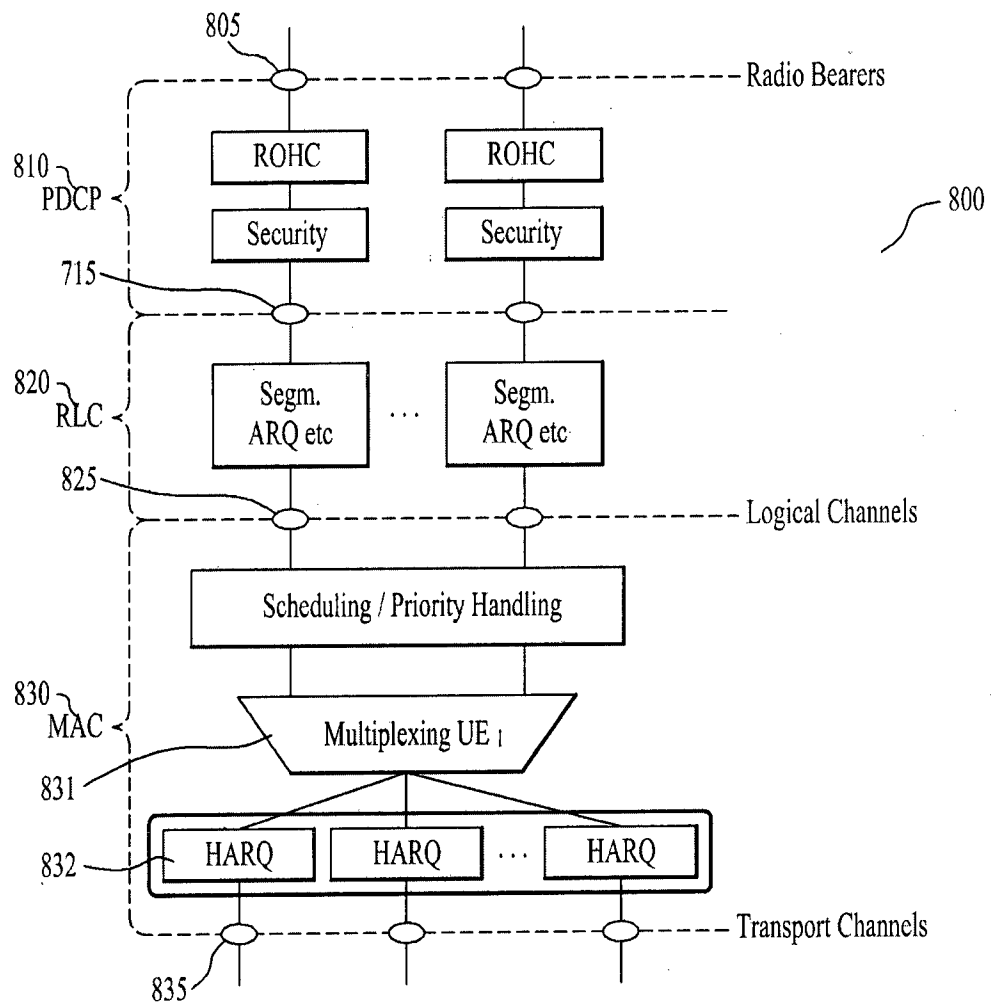 805
Radio Bearers
ROHC
ROHC
810
PDCP
800
Security
Security
715
820
RLC
Segm.
ARQ etc
...
Segm.
ARQ etc
825
Logical Channels
Scheduling / Priority Handling
830
MAC
Multiplexing UE 1
831
832
HARQ
HARQ
...
HARQ
Transport Channels
835